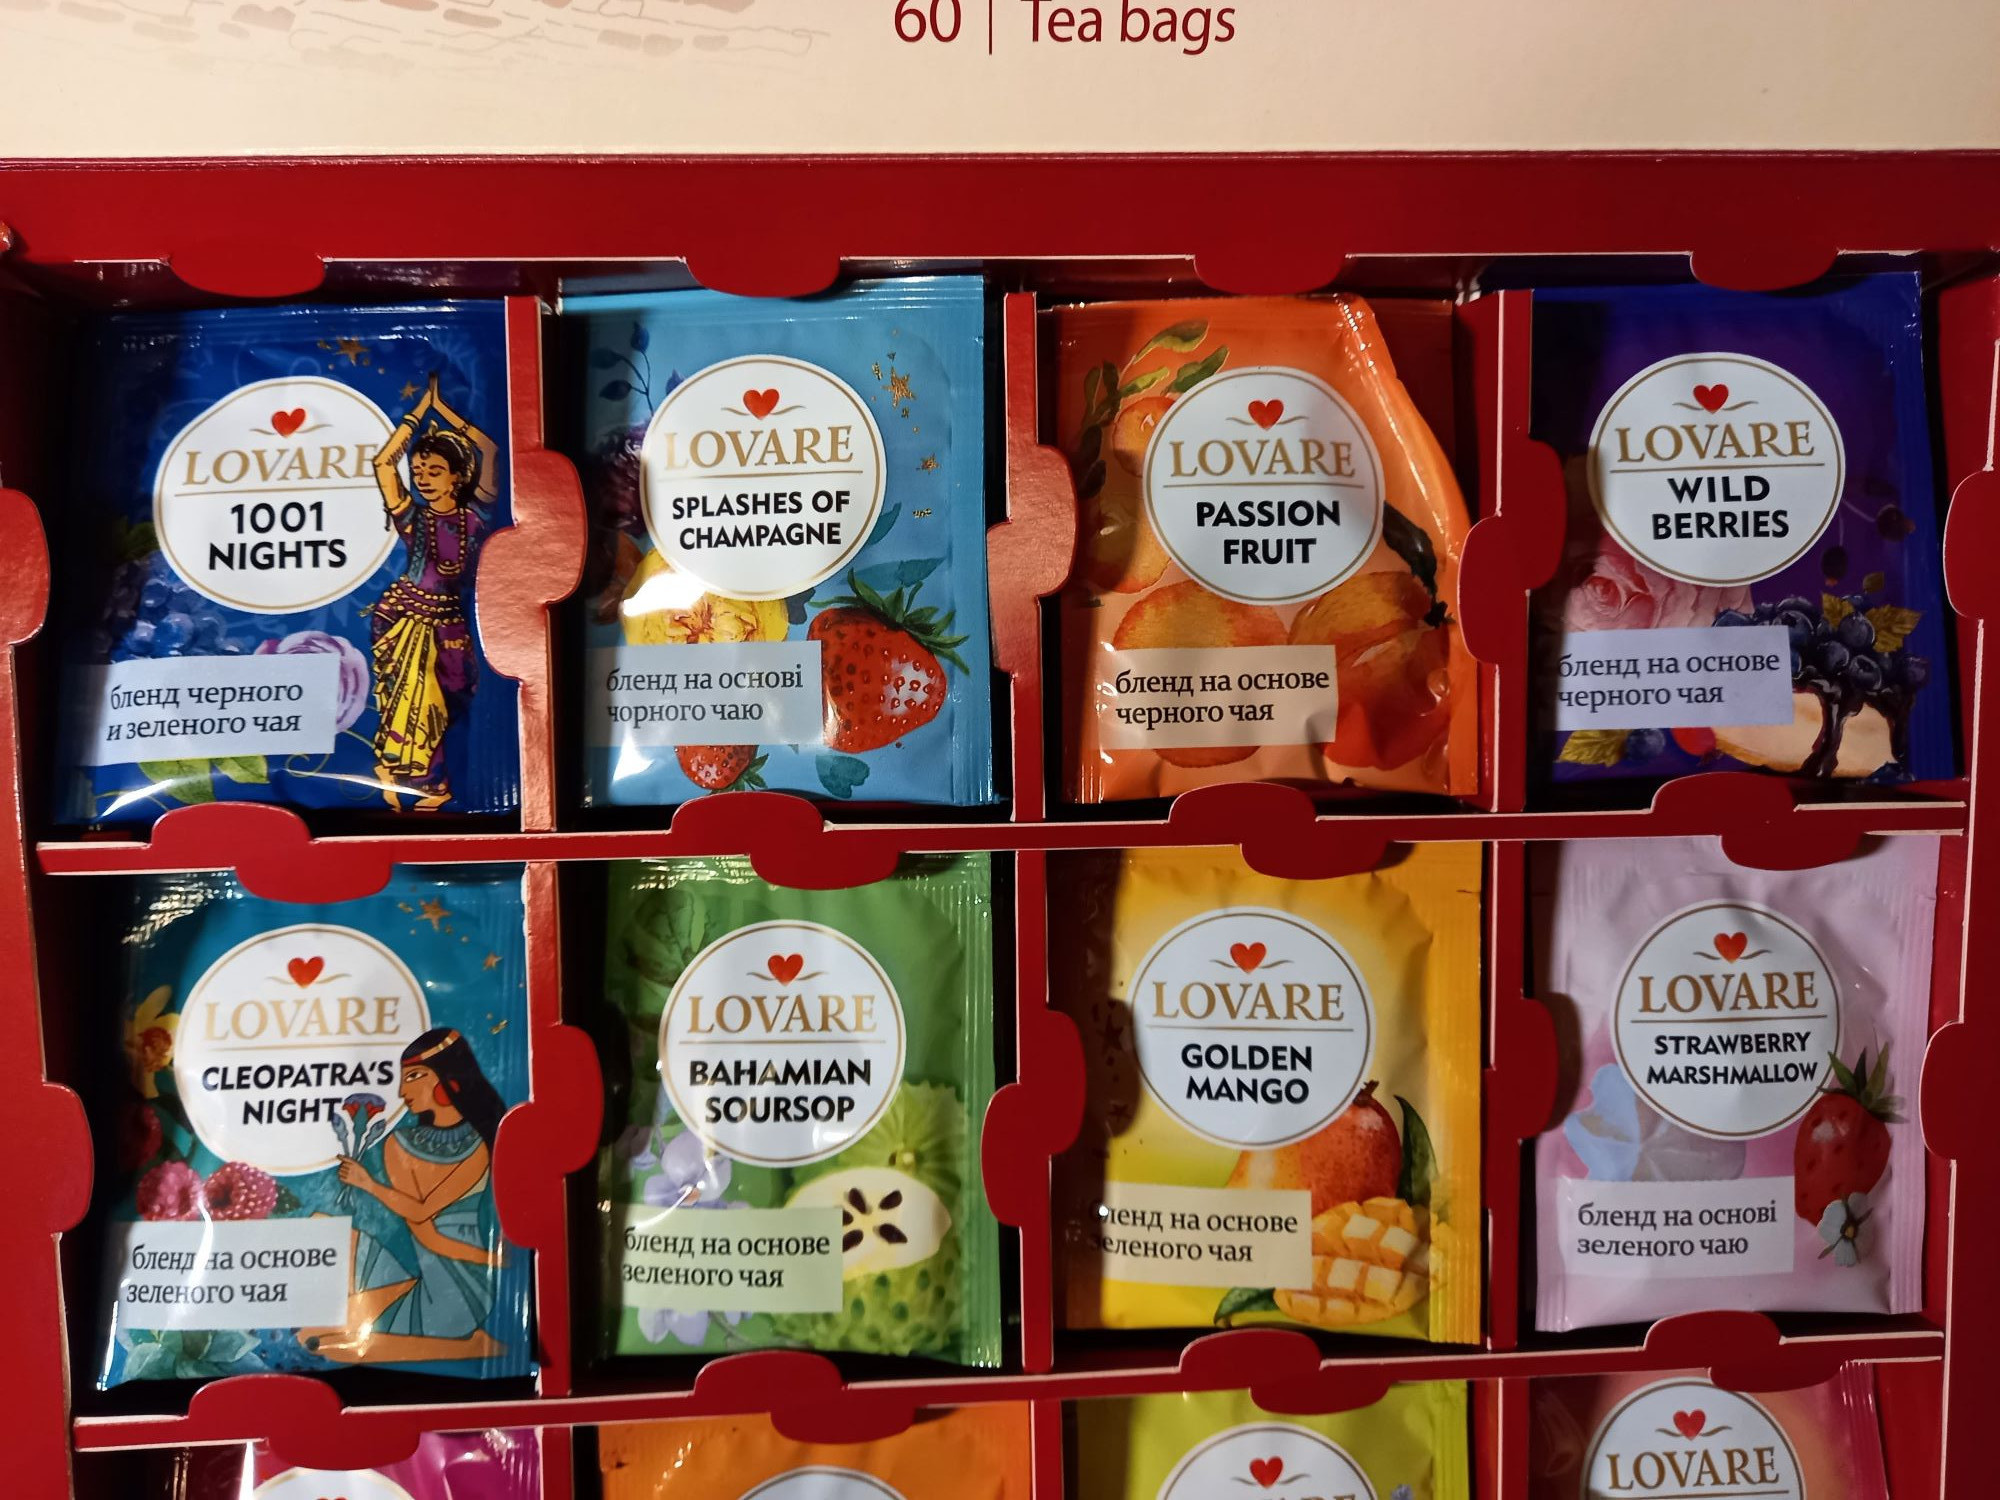 60 | Tea bags
LOVARE
1001
NIGHTS
бленд черного
и зеленого чая
LOVARE
SPLASHES OF
CHAMPAGNE
бленд на основі
чорного чаю
LOVARE
PASSION
FRUIT
бленд на основе
черного чая
LOVARE
WILD
BERRIES
бленд на основе
черного чая
LOVARE
CLEOPATRA'S
NIGHT
бленд на основе
зеленого чая
LOVARE
BAHAMIAN
SOURSOP
бленд на основе
зеленого чая
LOVARE
GOLDEN
MANGO
бленд на основе
зеленого чая
LOVARE
STRAWBERRY
MARSHMALLOW
бленд на основі
зеленого чаю
LOVARE